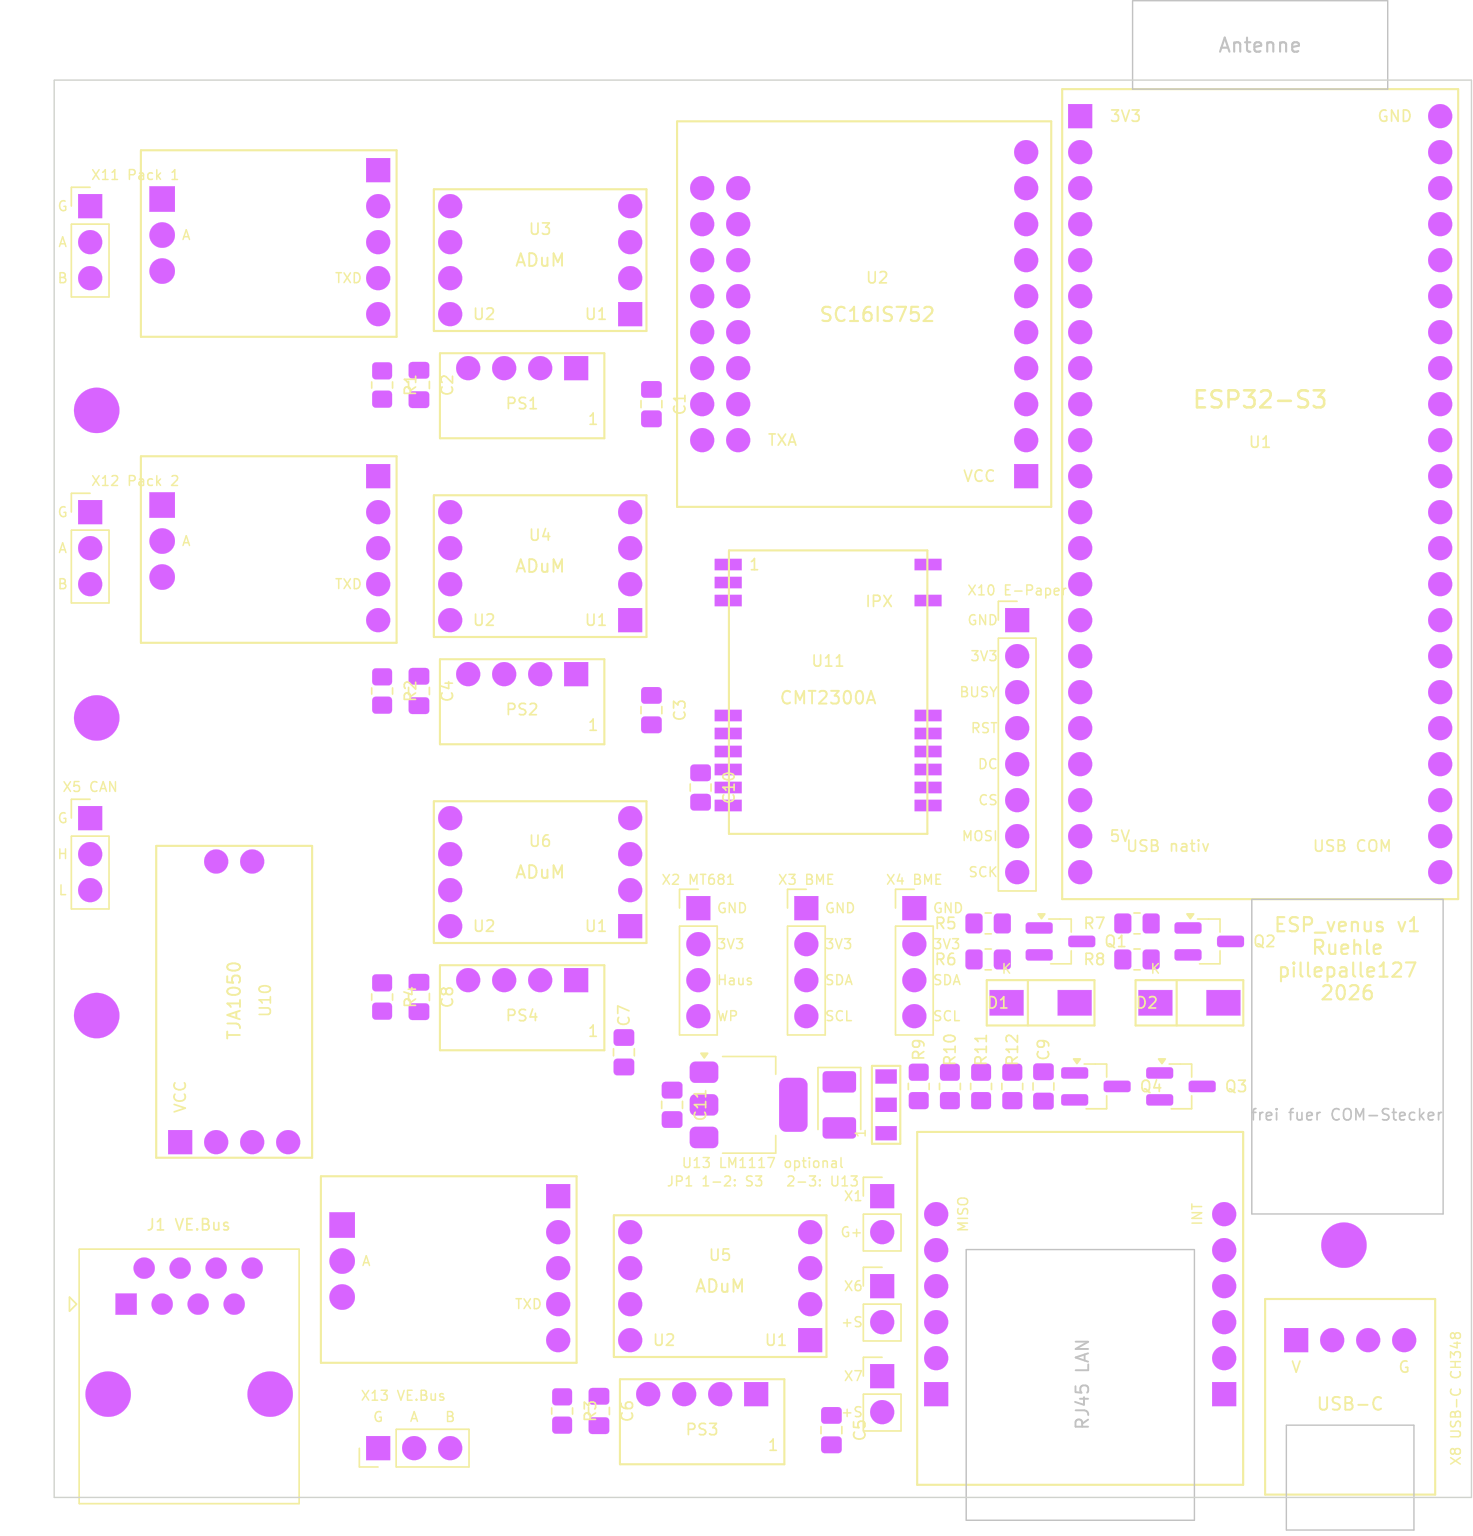 Antenne
3V3
GND
X11 Pack 1
G
A
B
A
TXD
U3
ADuM
U2
U1
U2
SC16IS752
TXA
VCC
ESP32-S3
U1
R1
C2
PS1
1
C1
X12 Pack 2
G
A
B
A
TXD
U4
ADuM
U2
U1
R2
C4
PS2
1
C3
1
IPX
U11
CMT2300A
C10
X10 E-Paper
GND
3V3
BUSY
RST
DC
CS
MOSI
SCK
5V
USB nativ
USB COM
X5 CAN
G
H
L
U6
ADuM
U2
U1
X2 MT681
GND
3V3
Haus
WP
X3 BME
GND
3V3
SDA
SCL
X4 BME
GND
3V3
SDA
SCL
R5
R6
Q1
R7
R8
Q2
K
D1
K
D2
ESP_venus v1
Ruehle
pillepalle127
2026
TJA1050
U10
VCC
R4
C8
PS4
1
C7
C11
1
R9
R10
R11
R12
C9
Q4
Q3
frei fuer COM-Stecker
U13 LM1117 optional
JP1 1-2: S3
2-3: U13
J1 VE.Bus
A
TXD
U5
ADuM
U2
U1
X1
G+
X6
+S
X7
+S
MISO
INT
RJ45 LAN
X13 VE.Bus
G
A
B
R3
C6
PS3
1
C5
V
G
USB-C
X8 USB-C CH348